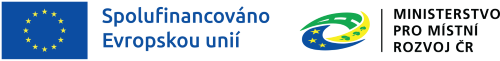 Spolufinancováno
Evropskou unií
MINISTERSTVO
PRO MÍSTNÍ
ROZVOJ ČR